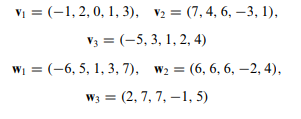 v₁ = (−1, 2, 0, 1, 3), v₂ = (7, 4, 6, −3, 1),
v₃ = (−5, 3, 1, 2, 4)
w₁ = (−6, 5, 1, 3, 7), w₂ = (6, 6, 6, −2, 4),
w₃ = (2, 7, 7, −1, 5)